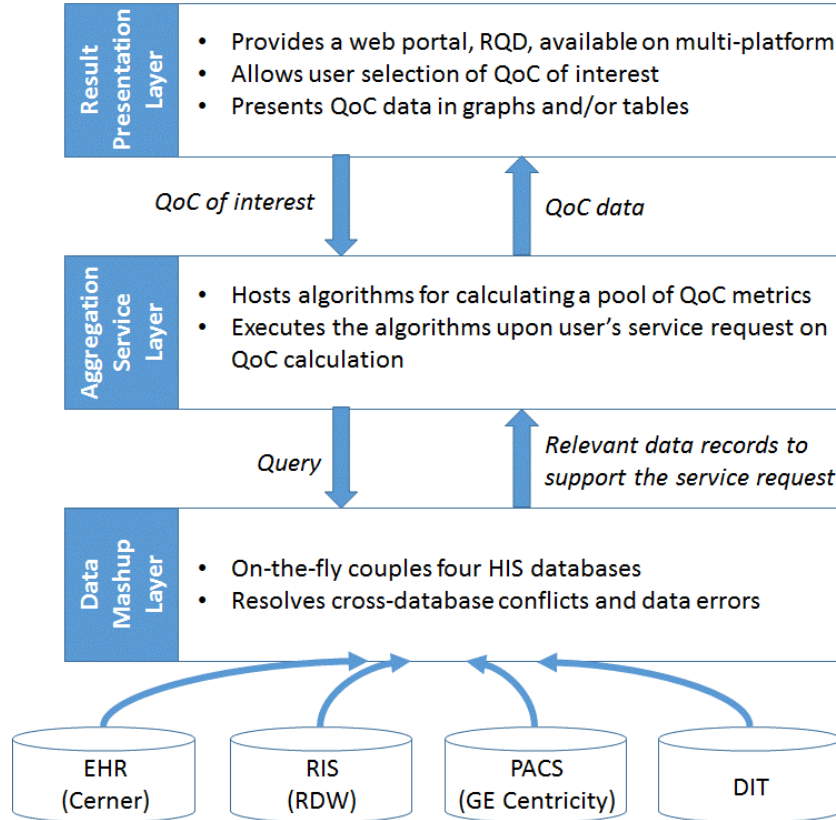 Result
Presentation
Layer
• Provides a web portal, RQD, available on multi-platform
• Allows user selection of QoC of interest
• Presents QoC data in graphs and/or tables
QoC of interest
QoC data
Aggregation
Service
Layer
• Hosts algorithms for calculating a pool of QoC metrics
• Executes the algorithms upon user’s service request on
QoC calculation
Query
Relevant data records to
support the service request
Data
Mashup
Layer
• On-the-fly couples four HIS databases
• Resolves cross-database conflicts and data errors
EHR
(Cerner)
RIS
(RDW)
PACS
(GE Centricity)
DIT